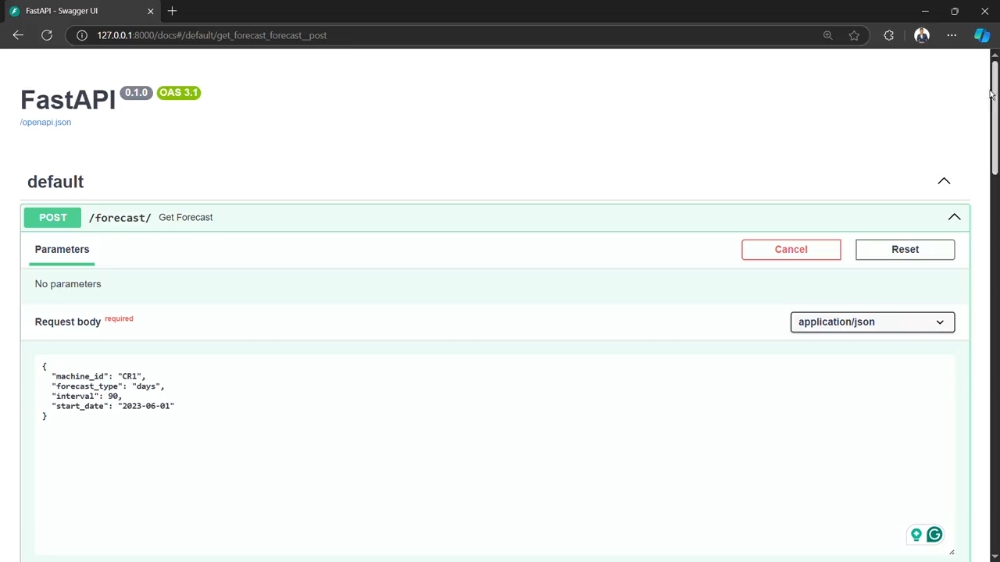 FastAPI - Swagger UI
127.0.0.1:8000/docs#/default/get_forecast_forecast__post
FastAPI 0.1.0 OAS 3.1
/openapi.json
default
POST /forecast/ Get Forecast
Parameters
Cancel
Reset
No parameters
Request body required
application/json
{
"machine_id": "CR1",
"forecast_type": "days",
"interval": 90,
"start_date": "2023-06-01"
}